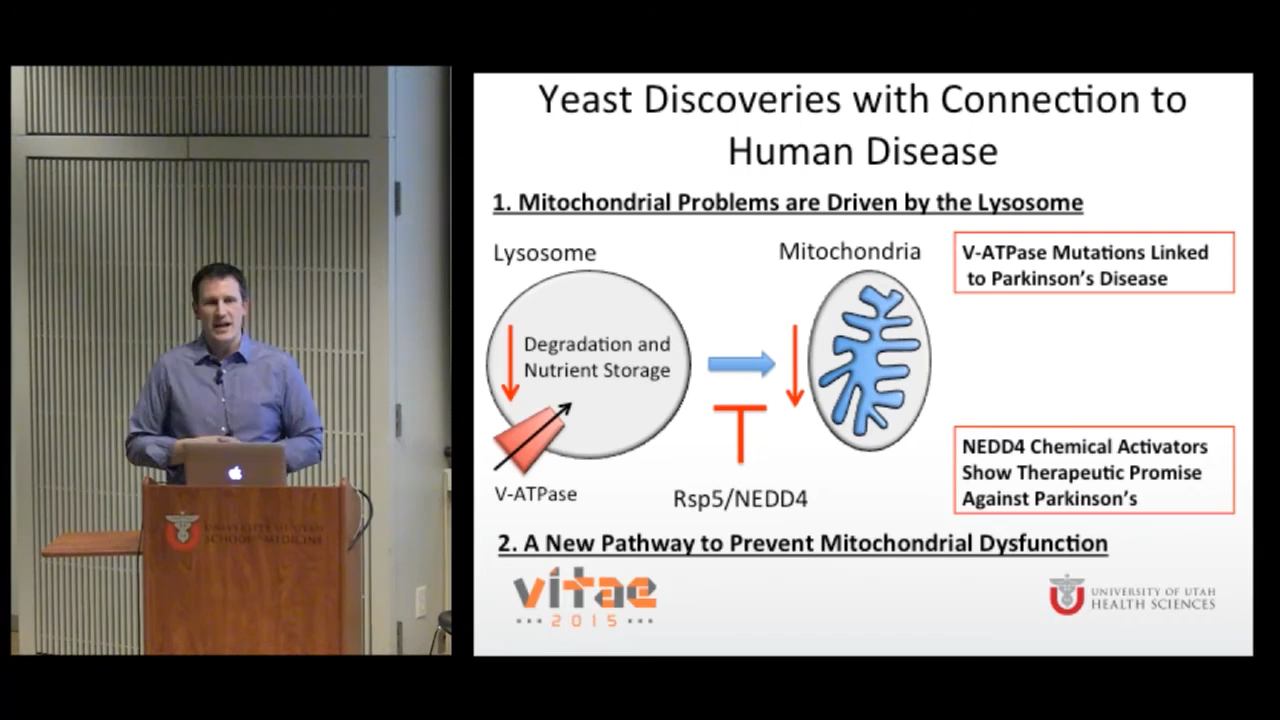 Yeast Discoveries with Connection to
Human Disease
1. Mitochondrial Problems are Driven by the Lysosome
Lysosome
Mitochondria
V-ATPase Mutations Linked
to Parkinson's Disease
Degradation and
Nutrient Storage
NEDD4 Chemical Activators
Show Therapeutic Promise
Against Parkinson's
V-ATPase
Rsp5/NEDD4
2. A New Pathway to Prevent Mitochondrial Dysfunction
vitae
2015
UNIVERSITY OF UTAH
HEALTH SCIENCES
UNIVERSITY OF UTAH
SCHOOL OF MEDICINE